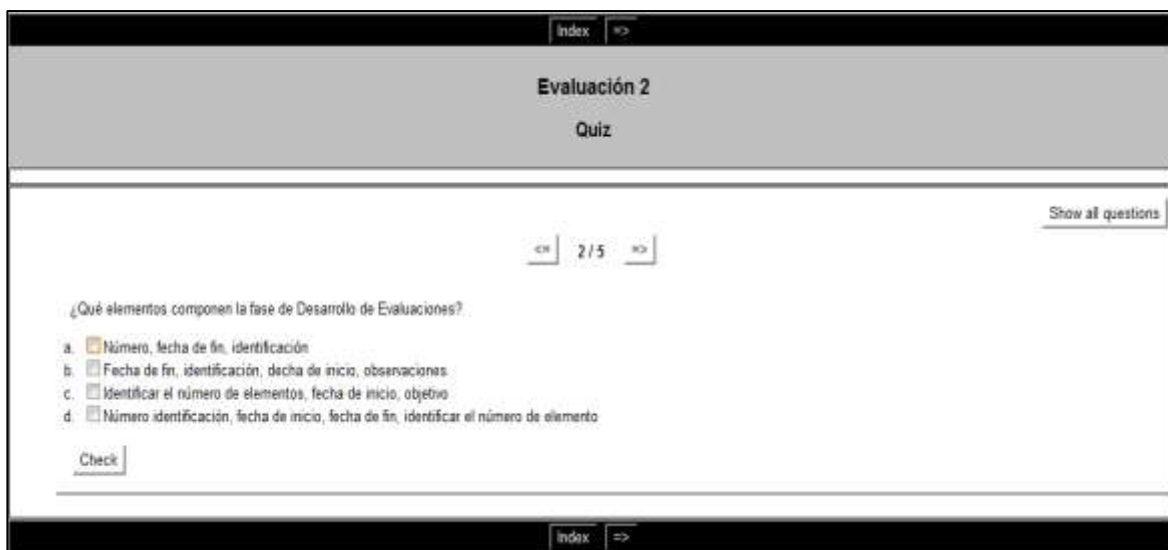 Index =>
Evaluación 2
Quiz
Show all questions
<= 2 / 5 =>
¿Qué elementos componen la fase de Desarrollo de Evaluaciones?
a. Número, fecha de fin, identificación
b. Fecha de fin, identificación, decha de inicio, observaciones.
c. Identificar el número de elementos, fecha de inicio, objetivo
d. Número identificación, fecha de inicio, fecha de fin, identificar el número de elemento
Check
Index =>